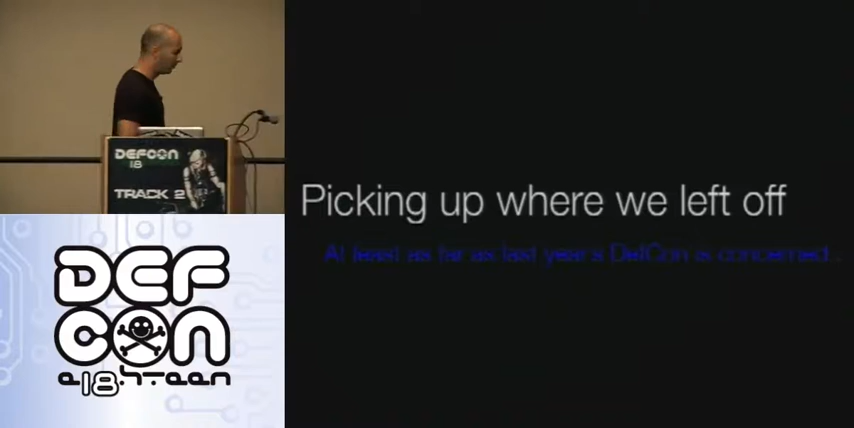 DEFCON
18
TRACK 2
Picking up where we left off
At least as far as last year's DefCon is concerned...
DEF
CON
e18hteen